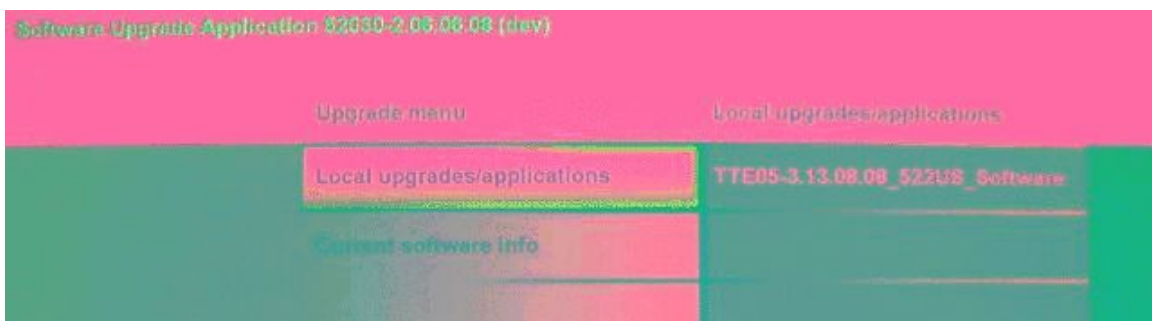 Software Upgrade Application 52030-2.08.08.08 (dev)
Upgrade menu
Local upgrades/applications
Local upgrades/applications
TTE05-3.13.08.08_522US_Software
Current software info